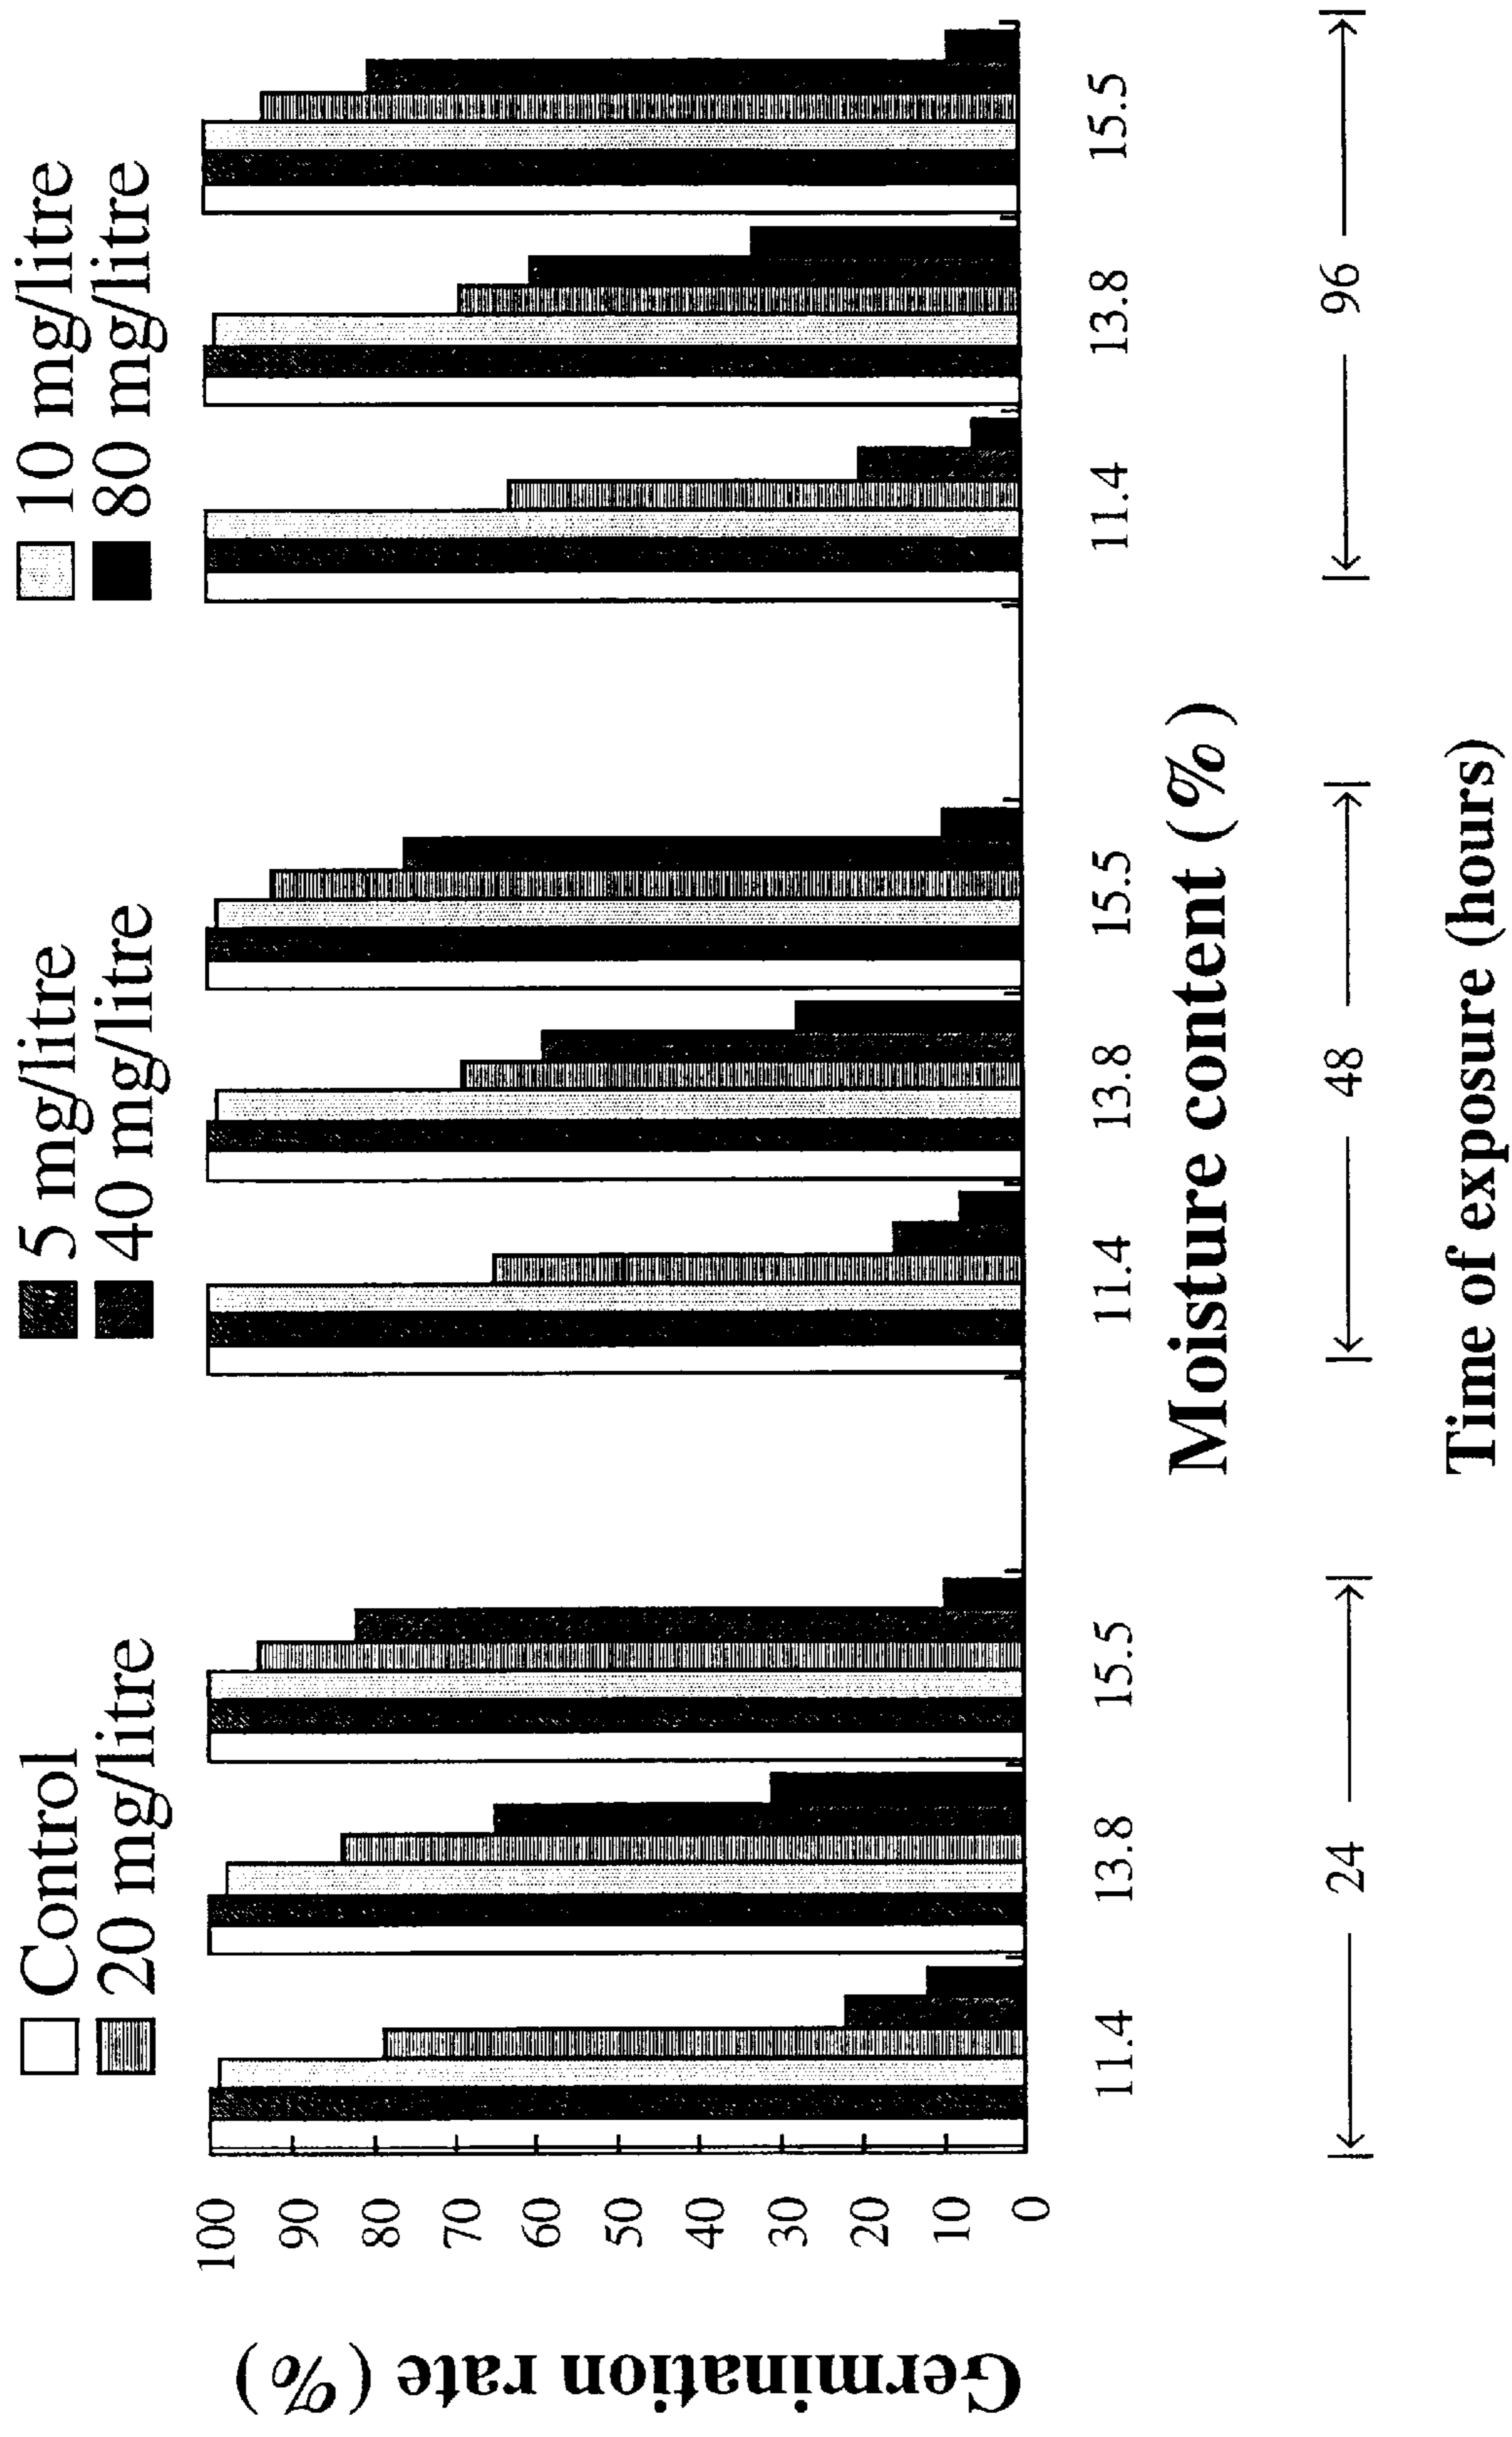 Control 5 mg/litre 10 mg/litre
20 mg/litre 40 mg/litre 80 mg/litre
Germination rate (%)
100
90
80
70
60
50
40
30
20
10
0
11.4 13.8 15.5 11.4 13.8 15.5 11.4 13.8 15.5
Moisture content (%)
24 48 96
Time of exposure (hours)